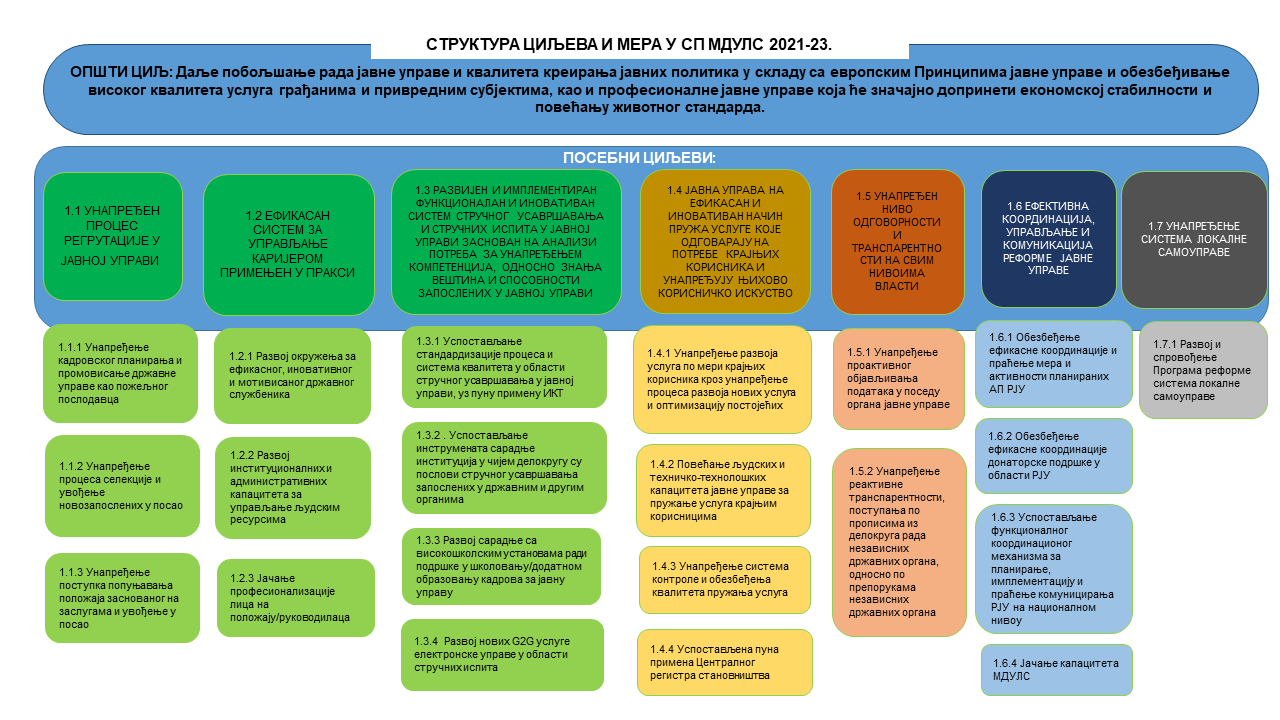 СТРУКТУРА ЦИЉЕВА И МЕРА У СП МДУЛС 2021-23.
ОПШТИ ЦИЉ: Даље побољшање рада јавне управе и квалитета креирања јавних политика у складу са европским Принципима јавне управе и обезбеђивање
високог квалитета услуга грађанима и привредним субјектима, као и професионалне јавне управе која ће значајно допринети економској стабилности и
повећању животног стандарда.
ПОСЕБНИ ЦИЉЕВИ:
1.1 УНАПРЕЂЕН
ПРОЦЕС
РЕГРУТАЦИЈЕ У
ЈАВНОЈ УПРАВИ
1.2 ЕФИКАСАН
СИСТЕМ ЗА
УПРАВЉАЊЕ
КАРИЈЕРОМ
ПРИМЕЊЕН У ПРАКСИ
1.3 РАЗВИЈЕН И ИМПЛЕМЕНТИРАН
ФУНКЦИОНАЛАН И ИНОВАТИВАН
СИСТЕМ СТРУЧНОГ УСАВРШАВАЊА
И СТРУЧНИХ ИСПИТА У ЈАВНОЈ
УПРАВИ ЗАСНОВАН НА АНАЛИЗИ
ПОТРЕБА ЗА УНАПРЕЂЕЊЕМ
КОМПЕТЕНЦИЈА, ОДНОСНО ЗНАЊА
ВЕШТИНА И СПОСОБНОСТИ
ЗАПОСЛЕНИХ У ЈАВНОЈ УПРАВИ
1.4 ЈАВНА УПРАВА НА
ЕФИКАСАН И
ИНОВАТИВАН НАЧИН
ПРУЖА УСЛУГЕ КОЈЕ
ОДГОВАРАЈУ НА
ПОТРЕБЕ КРАЈЊИХ
КОРИСНИКА И
УНАПРЕЂУЈУ ЊИХОВО
КОРИСНИЧКО ИСКУСТВО
1.5 УНАПРЕЂЕН
НИВО
ОДГОВОРНОСТИ
И
ТРАНСПАРЕНТНО
СТИ НА СВИМ
НИВОИМА
ВЛАСТИ
1.6 ЕФЕКТИВНА
КООРДИНАЦИЈА,
УПРАВЉАЊЕ И
КОМУНИКАЦИЈА
РЕФОРМЕ ЈАВНЕ
УПРАВЕ
1.7 УНАПРЕЂЕЊЕ
СИСТЕМА ЛОКАЛНЕ
САМОУПРАВЕ
1.1.1 Унапређење
кадровског планирања и
промовисање државне
управе као пожељног
послодавца
1.1.2 Унапређење
процеса селекције и
увођење
новозапослених у посао
1.1.3 Унапређење
поступка попуњавања
положаја заснованог на
заслугама и увођење у
посао
1.2.1 Развој окружења за
ефикасног, иновативног
и мотивисаног државног
службеника
1.2.2 Развој
институционалних и
административних
капацитета за
управљање људским
ресурсима
1.2.3 Јачање
професионализације
лица на
положају/руководилаца
1.3.1 Успостављање
стандардизације процеса и
система квалитета у области
стручног усавршавања у јавној
управи, уз пуну примену ИКТ
1.3.2 . Успостављање
инструмената сарадње
институција у чијем делокругу су
послови стручног усавршавања
запослених у државним и другим
органима
1.3.3 Развој сарадње са
високошколским установама ради
подршке у школовању/додатном
образовању кадрова за јавну
управу
1.3.4 Развој нових G2G услуге
електронске управе у области
стручних испита
1.4.1 Унапређење развоја
услуга по мери крајњих
корисника кроз унапређење
процеса развоја нових услуга
и оптимизацију постојећих
1.4.2 Повећање људских и
техничко-технолошких
капацитета јавне управе за
пружање услуга крајњим
корисницима
1.4.3 Унапређење система
контроле и обезбеђења
квалитета пружања услуга
1.4.4 Успостављена пуна
примена Централног
регистра становништва
1.5.1 Унапређење
проактивног
објављивања
података у поседу
органа јавне управе
1.5.2 Унапређење
реактивне
транспарентности,
поступања по
прописима из
делокруга рада
независних
државних органа,
односно по
препорукама
независних
државних органа
1.6.1 Обезбеђење
ефикасне координације и
праћење мера и
активности планираних
АП РЈУ
1.6.2 Обезбеђење
ефикасне координације
донаторске подршке у
области РЈУ
1.6.3 Успостављање
функционалног
координационог
механизма за
планирање,
имплементацију и
праћење комуницирања
РЈУ на националном
нивоу
1.6.4 Јачање капацитета
МДУЛС
1.7.1 Развој и
спровођење
Програма реформе
система локалне
самоуправе